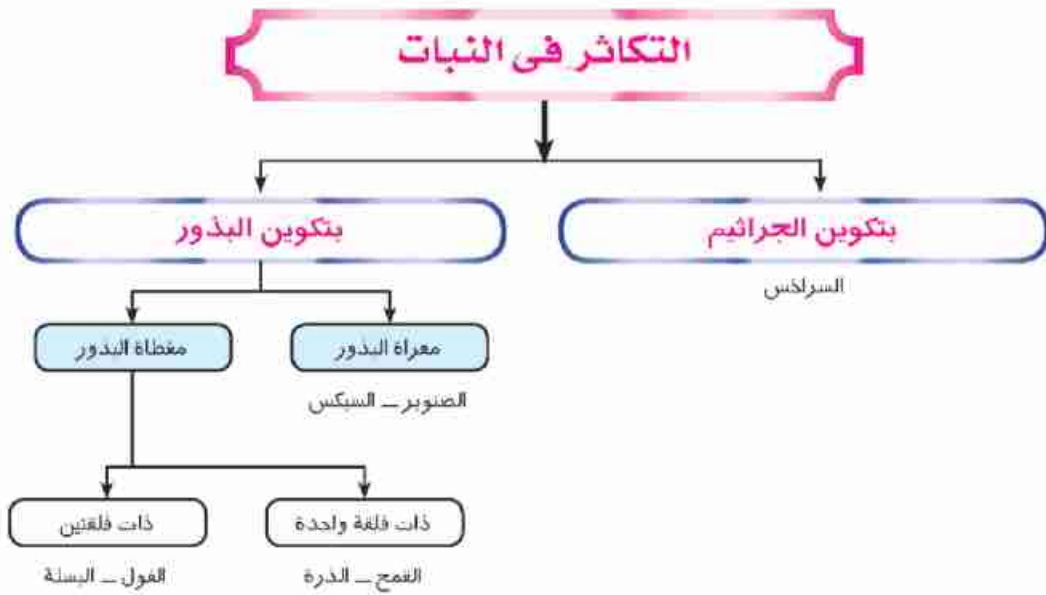 التكاثر فى النبات
بتكوين الجراثيم
بتكوين البذور
السراخس
معراة البذور
مغطاة البذور
الصنوبر – السيكس
ذات فلقة واحدة
ذات فلقتين
القمح – الذرة
الفول – البسلة